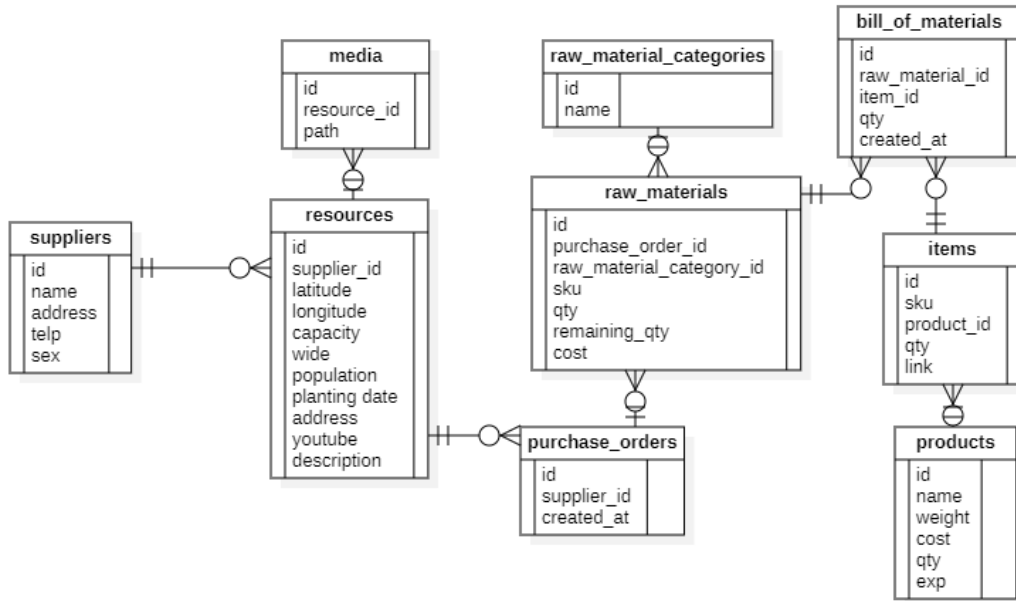 media
id
resource_id
path
raw_material_categories
id
name
bill_of_materials
id
raw_material_id
item_id
qty
created_at
suppliers
id
name
address
telp
sex
resources
id
supplier_id
latitude
longitude
capacity
wide
population
planting date
address
youtube
description
raw_materials
id
purchase_order_id
raw_material_category_id
sku
qty
remaining_qty
cost
items
id
sku
product_id
qty
link
purchase_orders
id
supplier_id
created_at
products
id
name
weight
cost
qty
exp